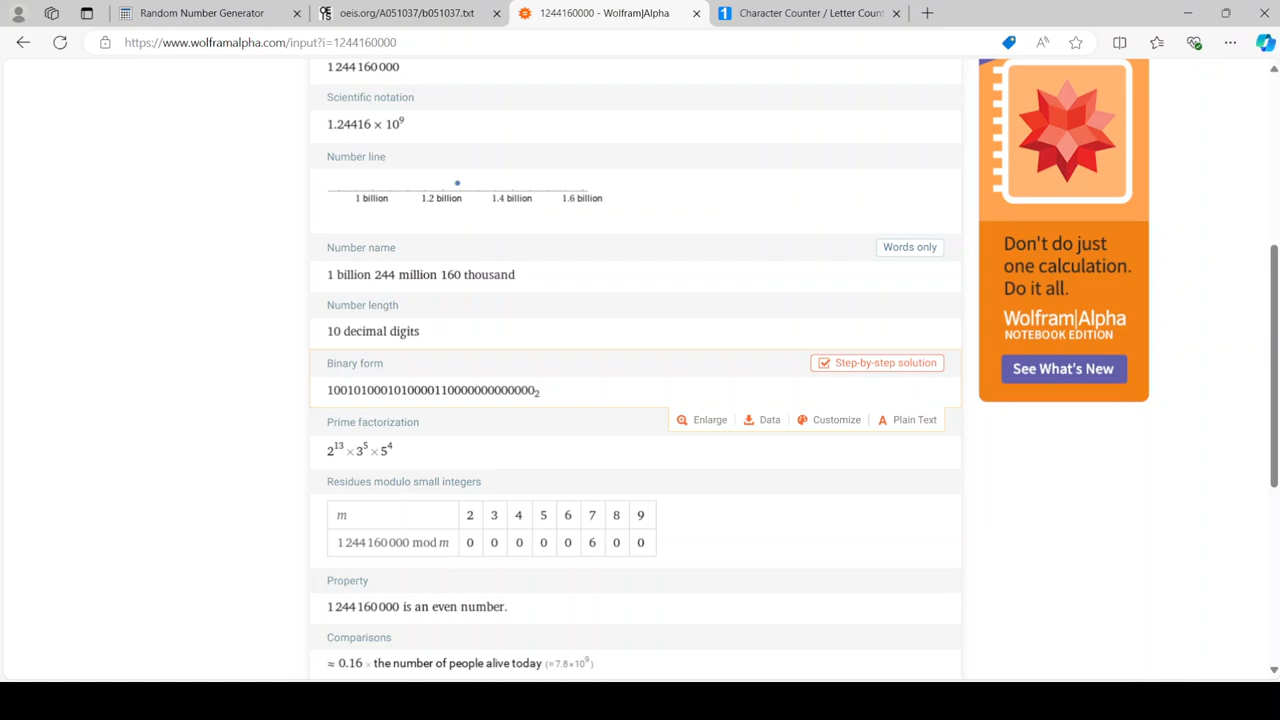 Random Number Generator
oeis.org/A051037/b051037.txt
1244160000 - Wolfram|Alpha
Character Counter / Letter Count
https://www.wolframalpha.com/input?i=1244160000
1 244 160 000
Scientific notation
1.24416 × 10⁹
Number line
1 billion 1.2 billion 1.4 billion 1.6 billion
Number name
Words only
1 billion 244 million 160 thousand
Number length
10 decimal digits
Binary form
Step-by-step solution
1001010001010000110000000000000₂
Enlarge
Data
Customize
A Plain Text
Prime factorization
2¹³ × 3⁵ × 5⁴
Residues modulo small integers
m 2 3 4 5 6 7 8 9
1 244 160 000 mod m 0 0 0 0 0 6 0 0
Property
1 244 160 000 is an even number.
Comparisons
≈ 0.16 × the number of people alive today (≈ 7.8×10⁹)
Don't do just
one calculation.
Do it all.
Wolfram|Alpha
NOTEBOOK EDITION
See What's New